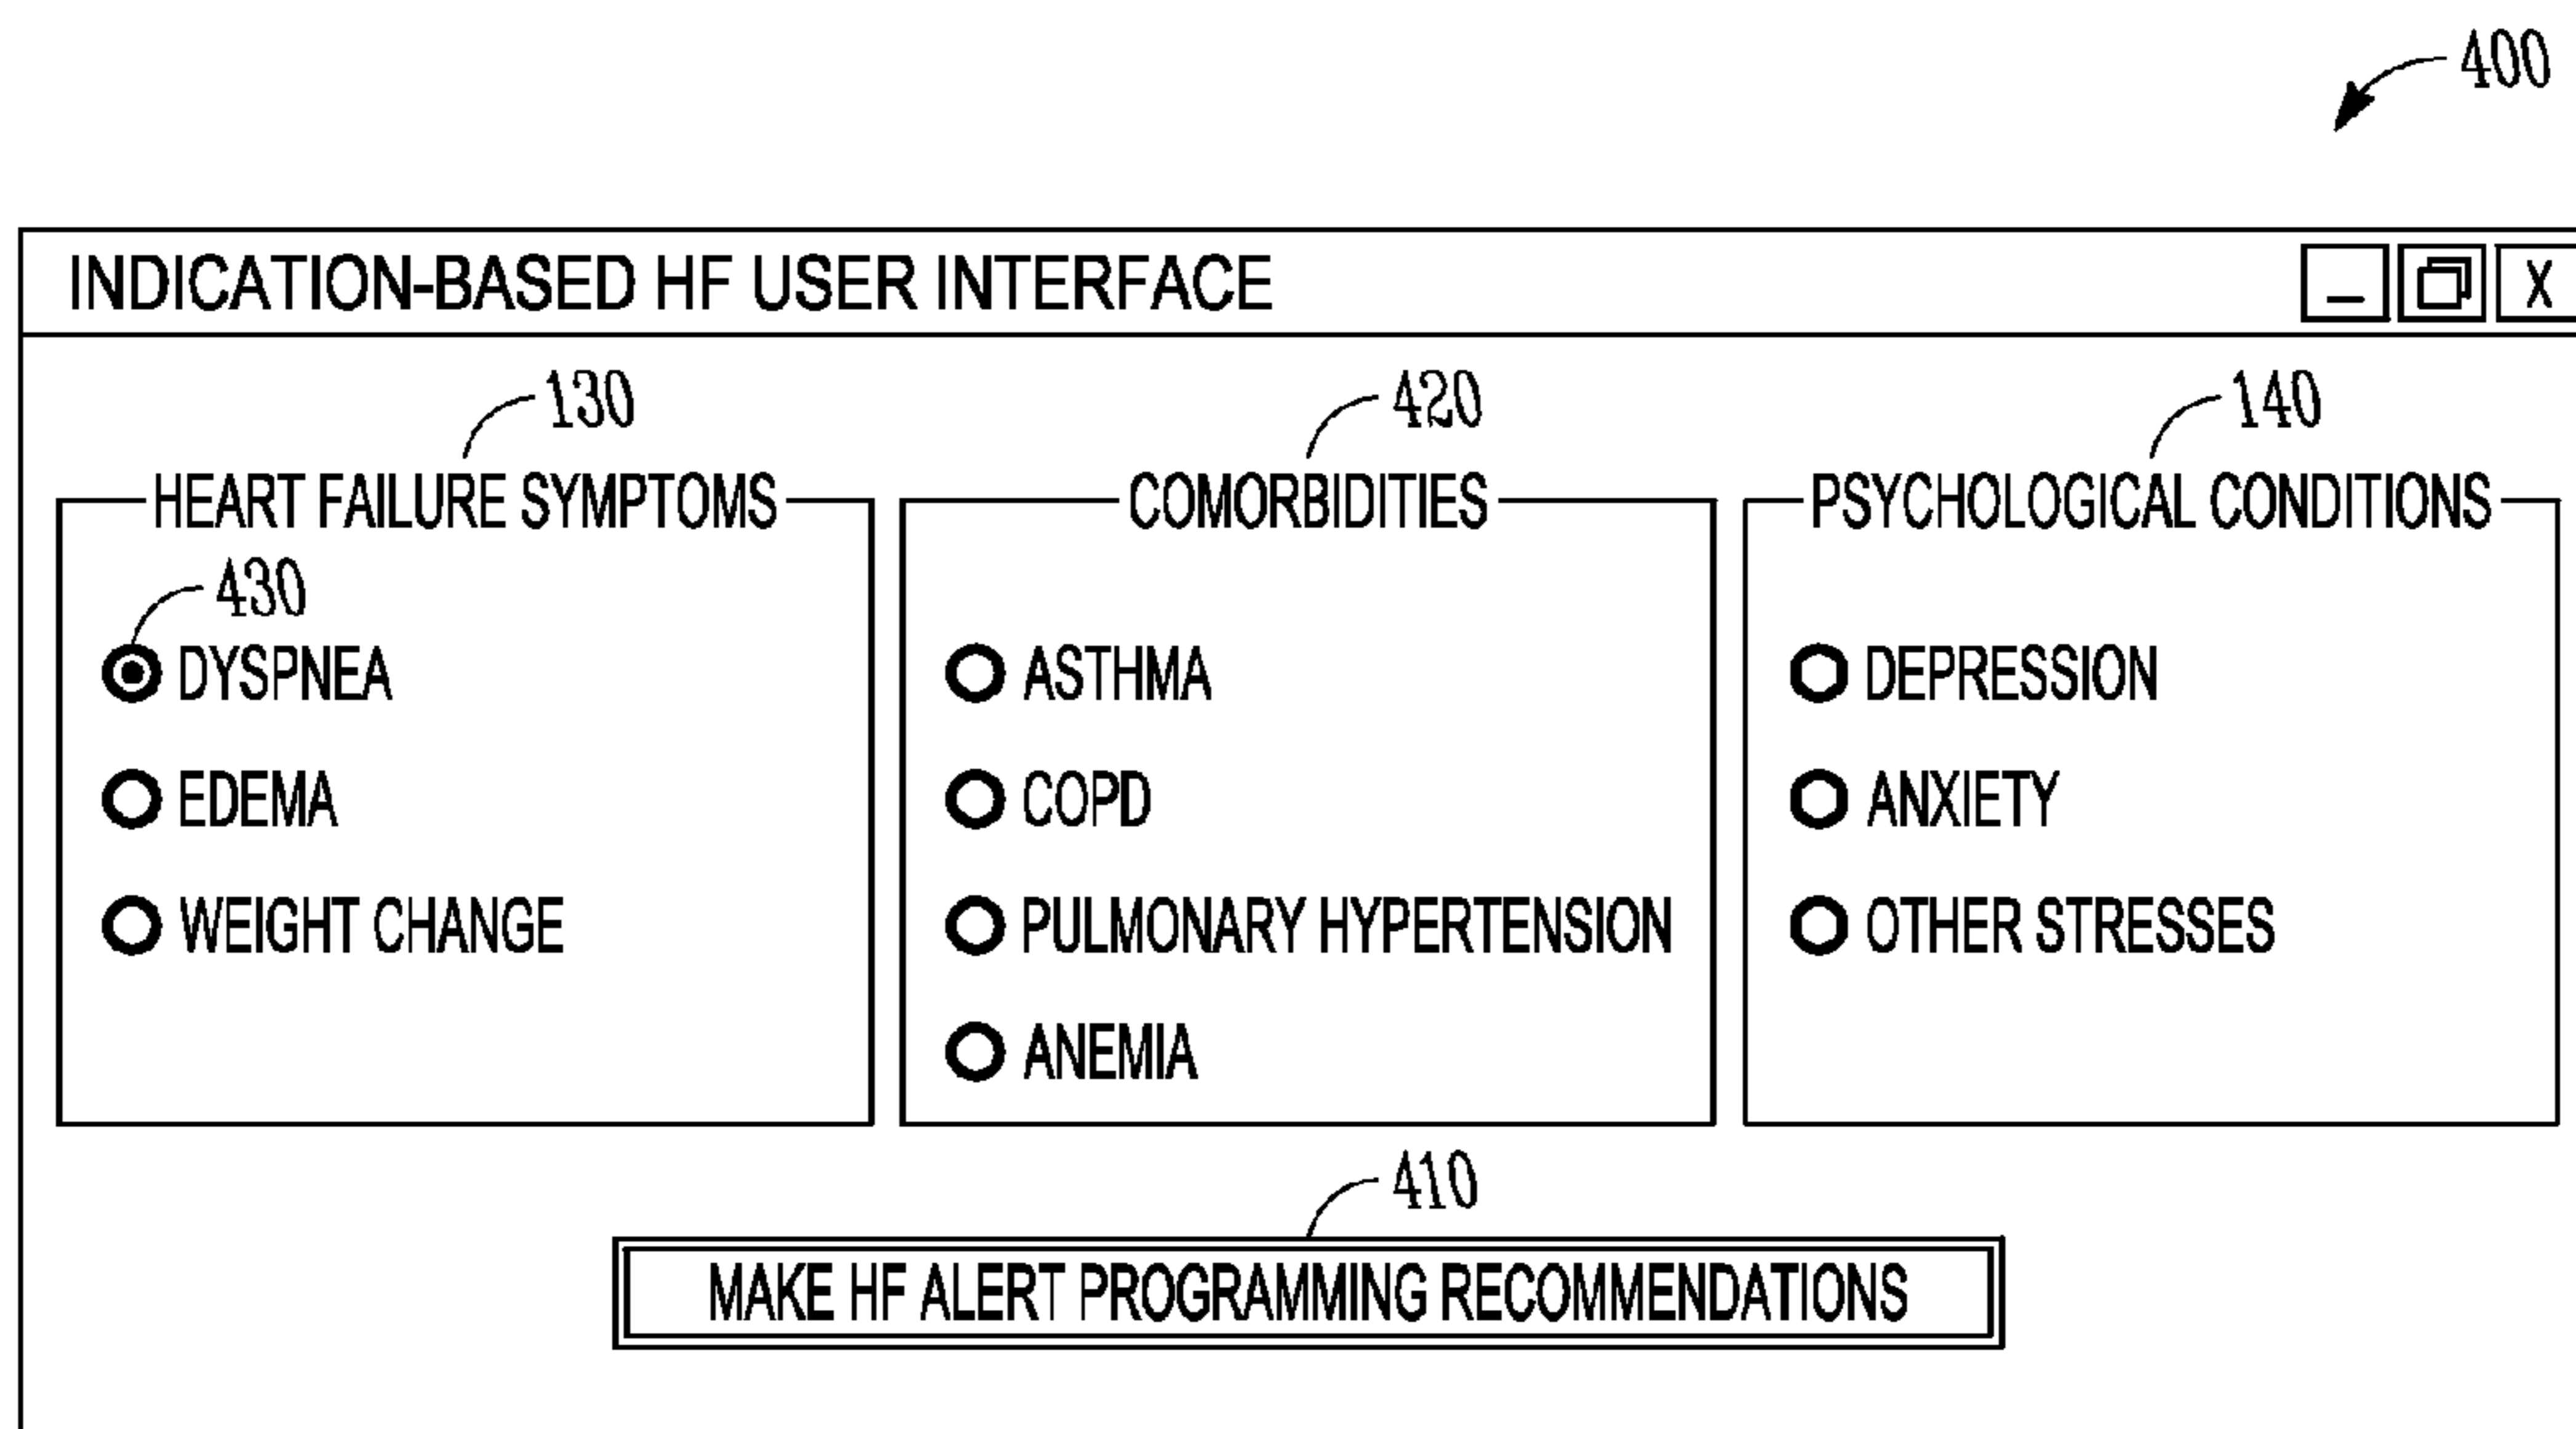 400
INDICATION-BASED HF USER INTERFACE
X
130
420
140
HEART FAILURE SYMPTOMS
COMORBIDITIES
PSYCHOLOGICAL CONDITIONS
430
DYSPNEA
ASTHMA
DEPRESSION
EDEMA
COPD
ANXIETY
WEIGHT CHANGE
PULMONARY HYPERTENSION
OTHER STRESSES
ANEMIA
410
MAKE HF ALERT PROGRAMMING RECOMMENDATIONS